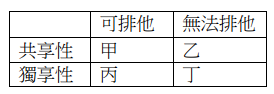 可排他 無法排他
共享性 甲 乙
獨享性 丙 丁